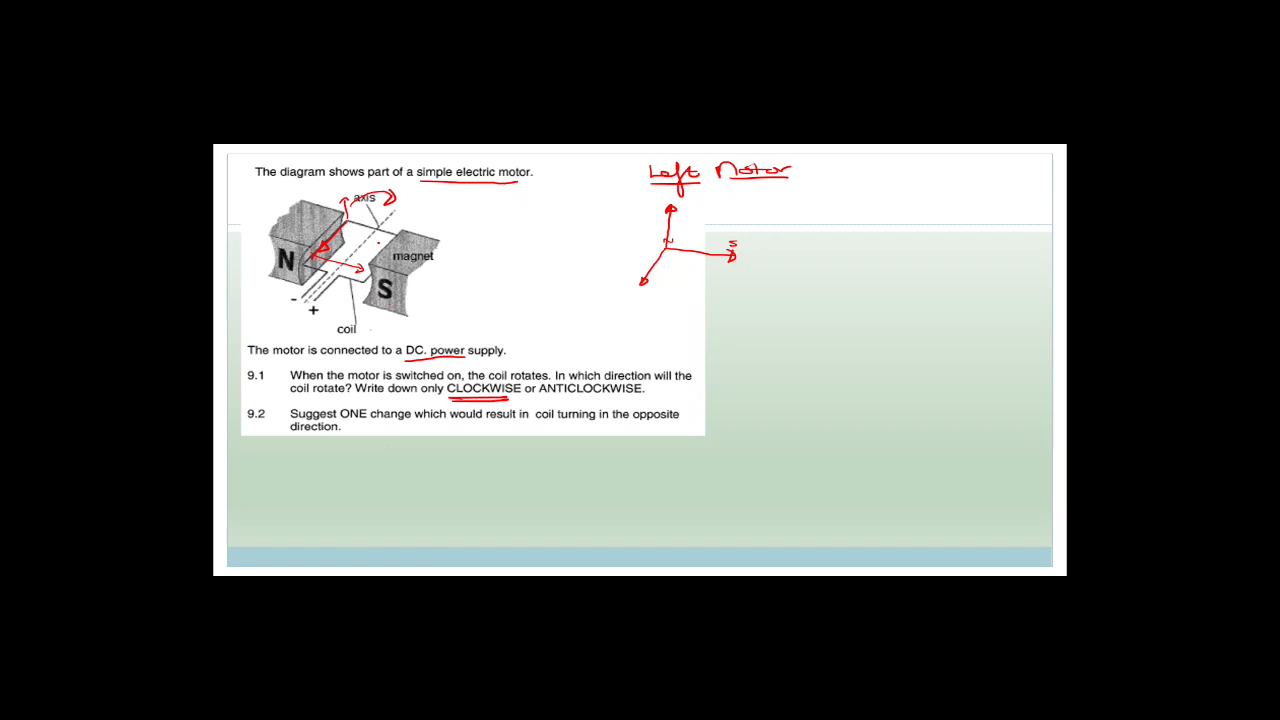 The diagram shows part of a simple electric motor.
Left Motor
axis
N
magnet
S
-
+
coil
N
S
The motor is connected to a DC. power supply.
9.1 When the motor is switched on, the coil rotates. In which direction will the
coil rotate? Write down only CLOCKWISE or ANTICLOCKWISE.
9.2 Suggest ONE change which would result in coil turning in the opposite
direction.